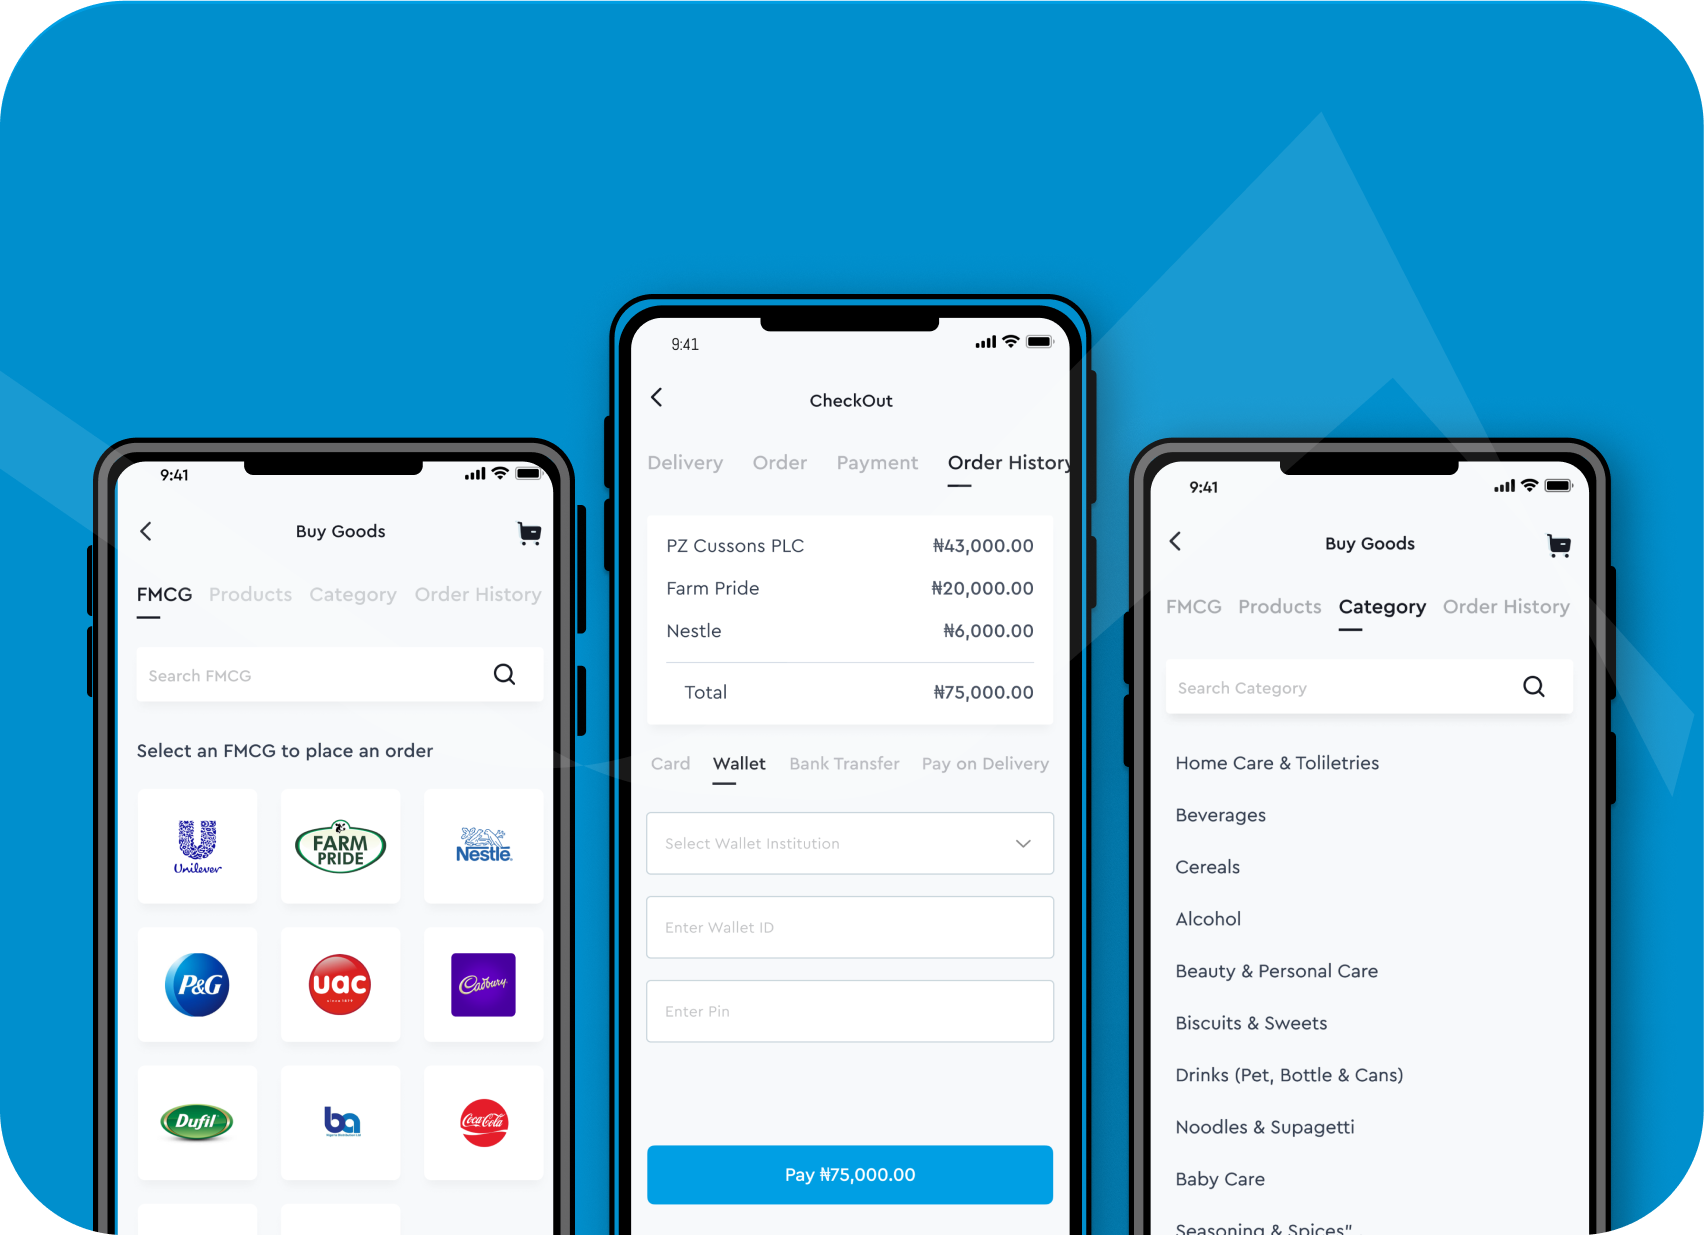 9:41
Buy Goods
FMCG Products Category Order History
Search FMCG
Select an FMCG to place an order
Unilever
FARM
PRIDE
Nestle
P&G
uac
since 1879
Cadbury
Dufil
ba
Coca-Cola
9:41
CheckOut
Delivery Order Payment Order History
PZ Cussons PLC ₦43,000.00
Farm Pride ₦20,000.00
Nestle ₦6,000.00
Total ₦75,000.00
Card Wallet Bank Transfer Pay on Delivery
Select Wallet Institution
Enter Wallet ID
Enter Pin
Pay ₦75,000.00
9:41
Buy Goods
FMCG Products Category Order History
Search Category
Home Care & Toliletries
Beverages
Cereals
Alcohol
Beauty & Personal Care
Biscuits & Sweets
Drinks (Pet, Bottle & Cans)
Noodles & Supagetti
Baby Care
Seasoning & Spices"